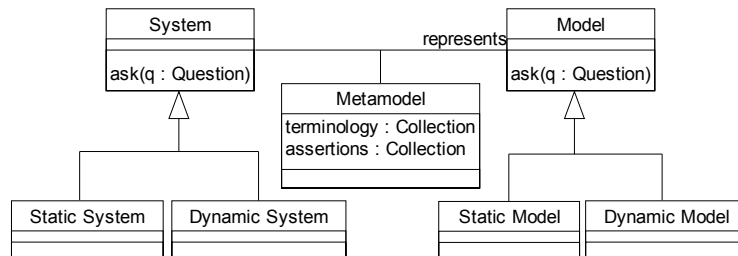 System
Model
represents
ask(q : Question)
ask(q : Question)
Metamodel
terminology : Collection
assertions : Collection
Static System
Dynamic System
Static Model
Dynamic Model